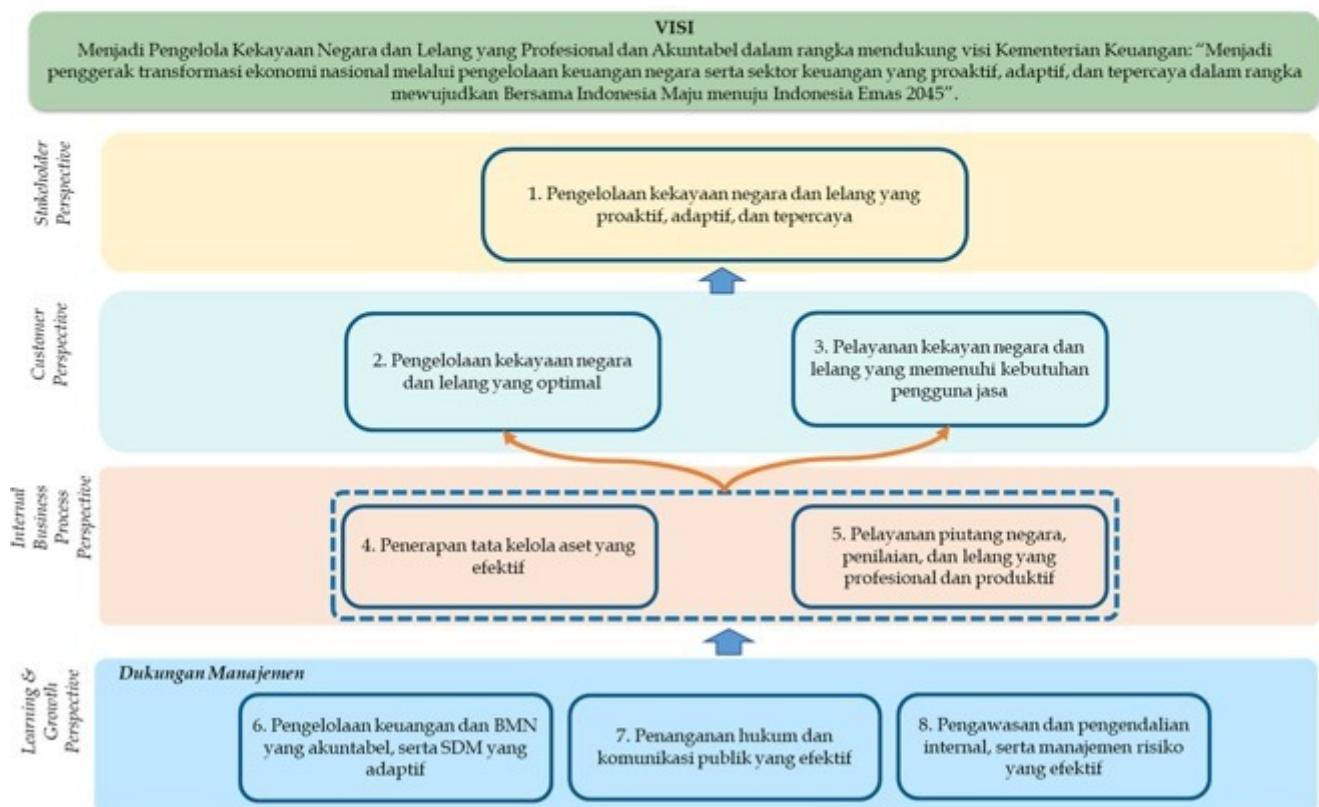 VISI
Menjadi Pengelola Kekayaan Negara dan Lelang yang Profesional dan Akuntabel dalam rangka mendukung visi Kementerian Keuangan: “Menjadi
penggerak transformasi ekonomi nasional melalui pengelolaan keuangan negara serta sektor keuangan yang proaktif, adaptif, dan tepercaya dalam rangka
mewujudkan Bersama Indonesia Maju menuju Indonesia Emas 2045”.
Stakeholder
Perspective
1. Pengelolaan kekayaan negara dan lelang yang
proaktif, adaptif, dan tepercaya
Customer
Perspective
2. Pengelolaan kekayaan negara
dan lelang yang optimal
3. Pelayanan kekayan negara dan
lelang yang memenuhi kebutuhan
pengguna jasa
Internal
Business
Process
Perspective
4. Penerapan tata kelola aset yang
efektif
5. Pelayanan piutang negara,
penilaian, dan lelang yang
profesional dan produktif
Learning &
Growth
Perspective
Dukungan Manajemen
6. Pengelolaan keuangan dan BMN
yang akuntabel, serta SDM yang
adaptif
7. Penanganan hukum dan
komunikasi publik yang efektif
8. Pengawasan dan pengendalian
internal, serta manajemen risiko
yang efektif